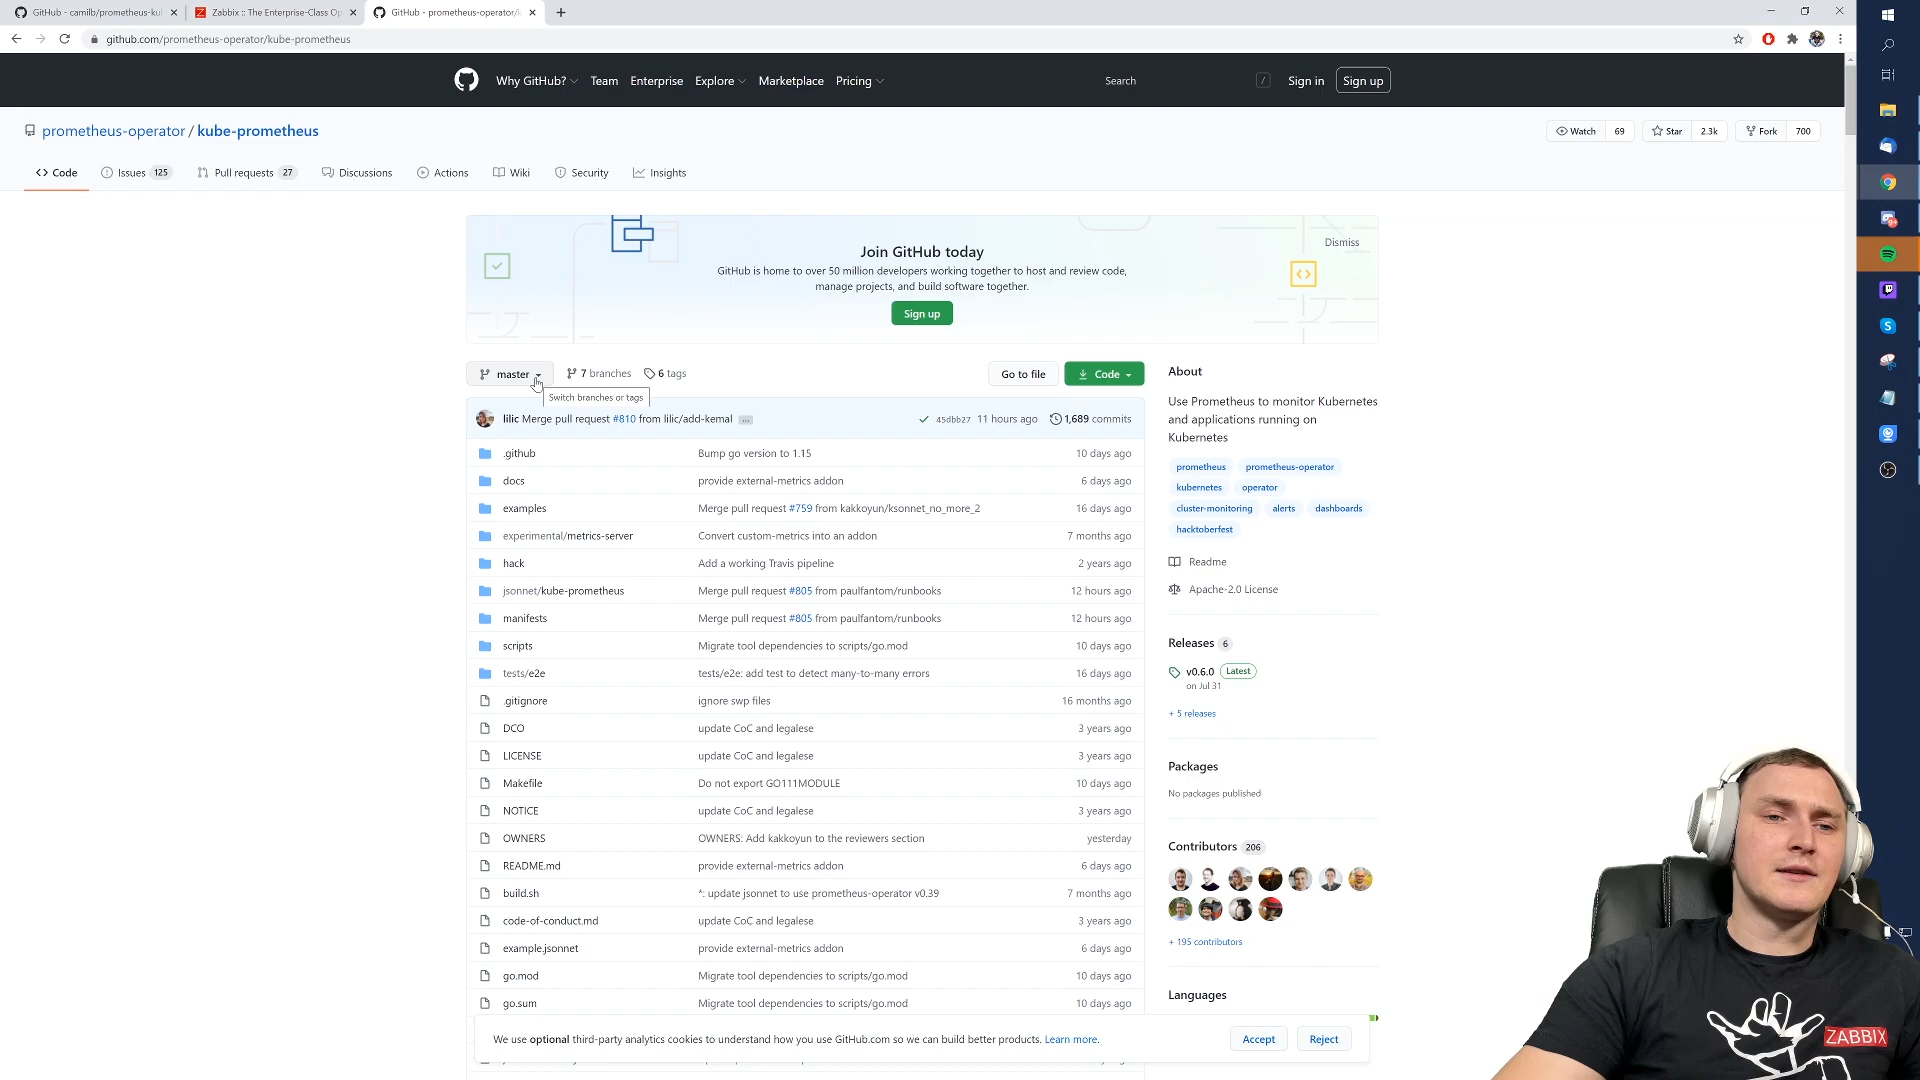 GitHub - camilb/prometheus-ku
Zabbix :: The Enterprise-Class Op
GitHub - prometheus-operator/k
github.com/prometheus-operator/kube-prometheus
Why GitHub? Team Enterprise Explore Marketplace Pricing
Search /
Sign in Sign up
prometheus-operator / kube-prometheus
Watch 69 Star 2.3k Fork 700
<> Code Issues 125 Pull requests 27 Discussions Actions Wiki Security Insights
Join GitHub today
Dismiss
GitHub is home to over 50 million developers working together to host and review code,
manage projects, and build software together.
Sign up
master 7 branches 6 tags Go to file Code
Switch branches or tags
lilic Merge pull request #810 from lilic/add-kemal ... 45dbb27 11 hours ago 1,689 commits
.github Bump go version to 1.15 10 days ago
docs provide external-metrics addon 6 days ago
examples Merge pull request #759 from kakkoyun/ksonnet_no_more_2 16 days ago
experimental/metrics-server Convert custom-metrics into an addon 7 months ago
hack Add a working Travis pipeline 2 years ago
jsonnet/kube-prometheus Merge pull request #805 from paulfantom/runbooks 12 hours ago
manifests Merge pull request #805 from paulfantom/runbooks 12 hours ago
scripts Migrate tool dependencies to scripts/go.mod 10 days ago
tests/e2e tests/e2e: add test to detect many-to-many errors 16 days ago
.gitignore ignore swp files 16 months ago
DCO update CoC and legalese 3 years ago
LICENSE update CoC and legalese 3 years ago
Makefile Do not export GO111MODULE 10 days ago
NOTICE update CoC and legalese 3 years ago
OWNERS OWNERS: Add kakkoyun to the reviewers section yesterday
README.md provide external-metrics addon 6 days ago
build.sh *: update jsonnet to use prometheus-operator v0.39 7 months ago
code-of-conduct.md update CoC and legalese 3 years ago
example.jsonnet provide external-metrics addon 6 days ago
go.mod Migrate tool dependencies to scripts/go.mod 10 days ago
go.sum Migrate tool dependencies to scripts/go.mod 10 days ago
About
Use Prometheus to monitor Kubernetes
and applications running on
Kubernetes
prometheus prometheus-operator
kubernetes operator
cluster-monitoring alerts dashboards
hacktoberfest
Readme
Apache-2.0 License
Releases 6
v0.6.0 Latest
on Jul 31
+ 5 releases
Packages
No packages published
Contributors 206
+ 195 contributors
Languages
We use optional third-party analytics cookies to understand how you use GitHub.com so we can build better products. Learn more.
Accept Reject
ZABBIX